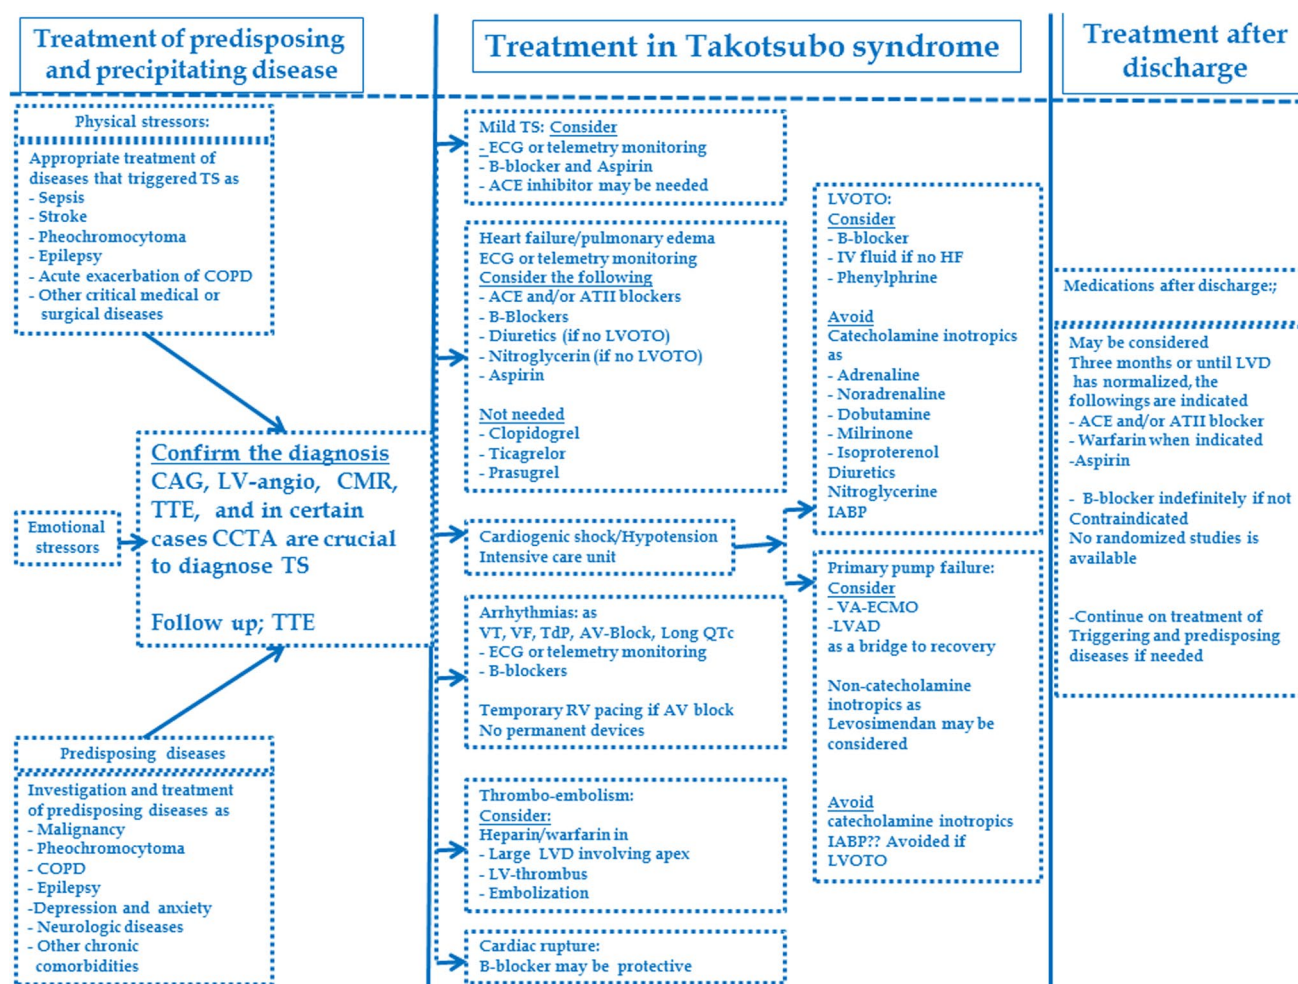 Treatment of predisposing
and precipitating disease
Physical stressors:
Appropriate treatment of
diseases that triggered TS as
- Sepsis
- Stroke
- Pheochromocytoma
- Epilepsy
- Acute exacerbation of COPD
- Other critical medical or
surgical diseases
Emotional
stressors
Confirm the diagnosis
CAG, LV-angio, CMR,
TTE, and in certain
cases CCTA are crucial
to diagnose TS
Follow up; TTE
Predisposing diseases
Investigation and treatment
of predisposing diseases as
- Malignancy
- Pheochromocytoma
- COPD
- Epilepsy
-Depression and anxiety
- Neurologic diseases
- Other chronic
comorbidities
Treatment in Takotsubo syndrome
Mild TS: Consider
- ECG or telemetry monitoring
- B-blocker and Aspirin
- ACE inhibitor may be needed
Heart failure/pulmonary edema
ECG or telemetry monitoring
Consider the following
- ACE and/or ATII blockers
- B-Blockers
- Diuretics (if no LVOTO)
- Nitroglycerin (if no LVOTO)
- Aspirin
Not needed
- Clopidogrel
- Ticagrelor
- Prasugrel
Cardiogenic shock/Hypotension
Intensive care unit
Arrhythmias: as
VT, VF, TdP, AV-Block, Long QTc
- ECG or telemetry monitoring
- B-blockers
Temporary RV pacing if AV block
No permanent devices
Thrombo-embolism:
Consider:
Heparin/warfarin in
- Large LVD involving apex
- LV-thrombus
- Embolization
Cardiac rupture:
B-blocker may be protective
LVOTO:
Consider
- B-blocker
- IV fluid if no HF
- Phenylphrine
Avoid
Catecholamine inotropics
as
- Adrenaline
- Noradrenaline
- Dobutamine
- Milrinone
- Isoproterenol
Diuretics
Nitroglycerine
IABP
Primary pump failure:
Consider
- VA-ECMO
-LVAD
as a bridge to recovery
Non-catecholamine
inotropics as
Levosimendan may be
considered
Avoid
catecholamine inotropics
IABP?? Avoided if
LVOTO
Treatment after
discharge
Medications after discharge:;
May be considered
Three months or until LVD
has normalized, the
followings are indicated
- ACE and/or ATII blocker
- Warfarin when indicated
-Aspirin
- B-blocker indefinitely if not
Contraindicated
No randomized studies is
available
-Continue on treatment of
Triggering and predisposing
diseases if needed